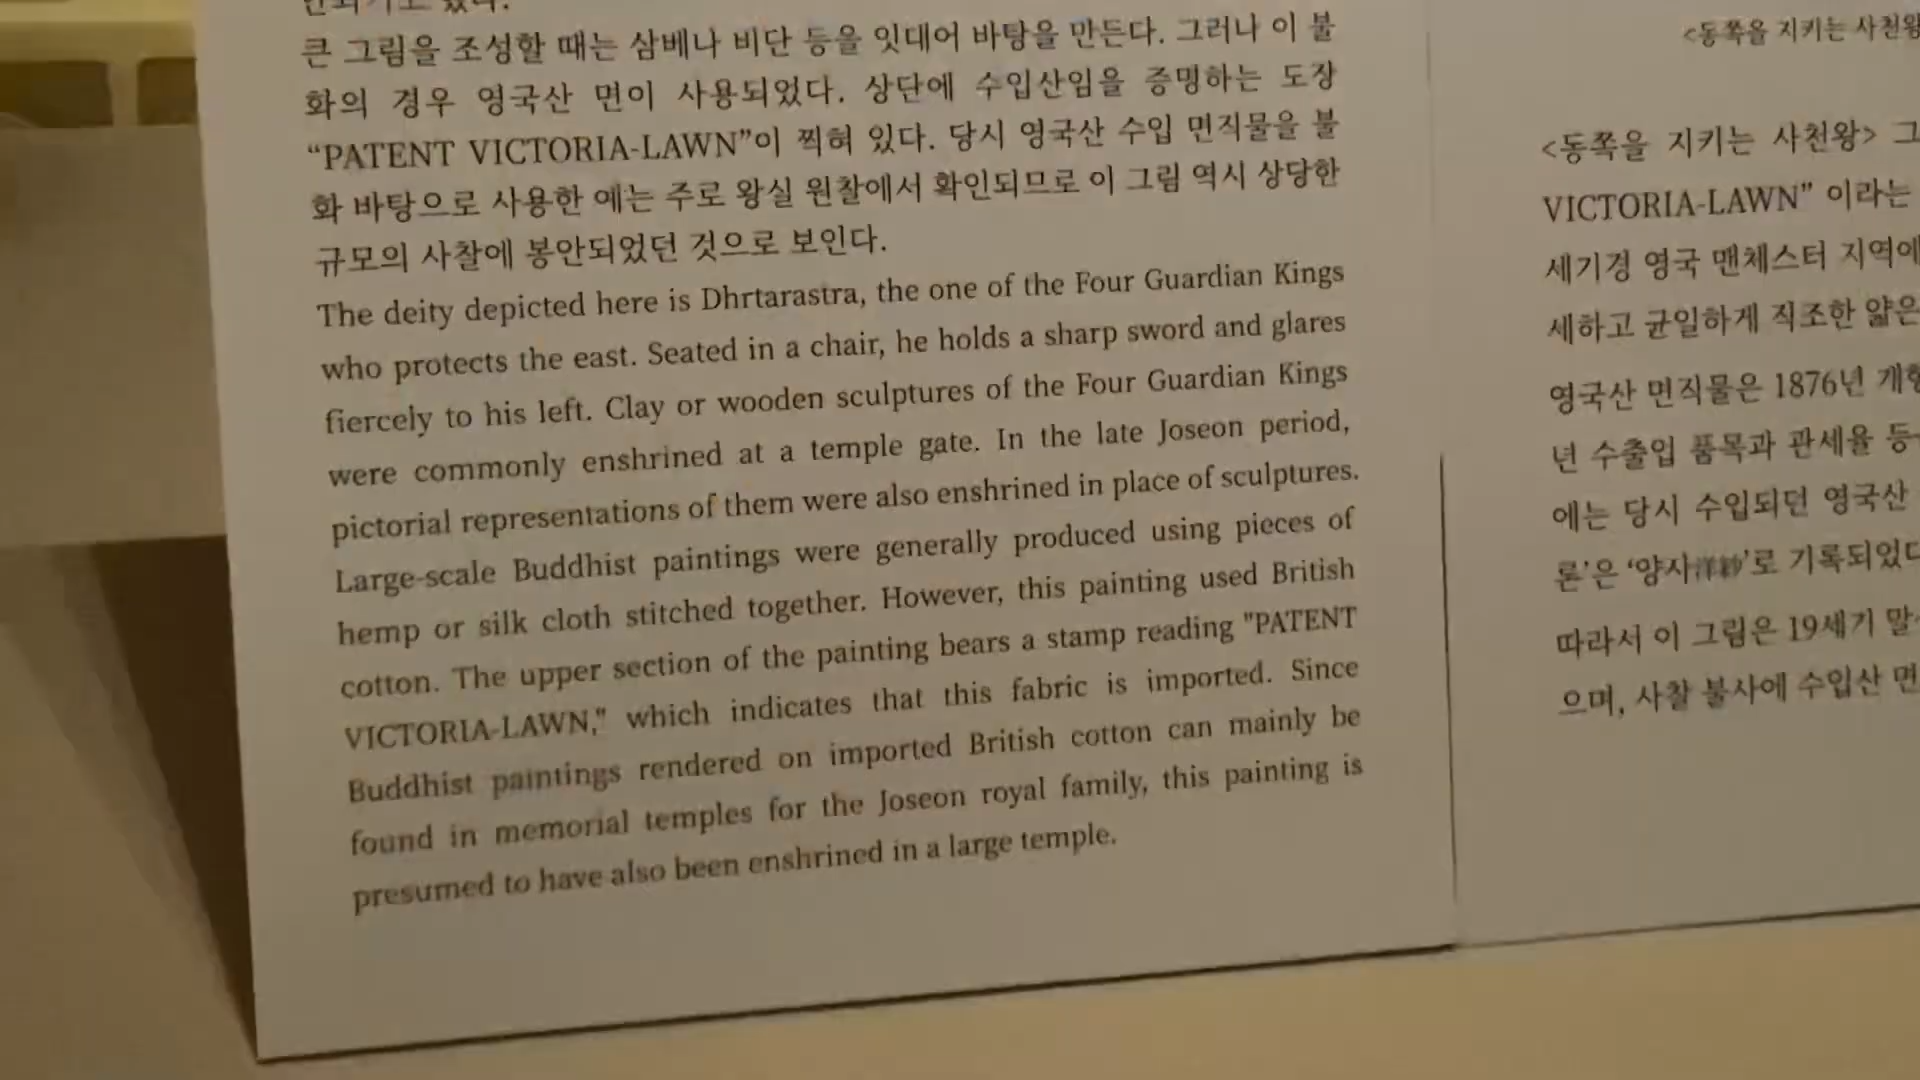 큰 그림을 조성할 때는 삼베나 비단 등을 잇대어 바탕을 만든다. 그러나 이 불
화의 경우 영국산 면이 사용되었다. 상단에 수입산임을 증명하는 도장
“PATENT VICTORIA-LAWN”이 찍혀 있다. 당시 영국산 수입 면직물을 불
화 바탕으로 사용한 예는 주로 왕실 원찰에서 확인되므로 이 그림 역시 상당한
규모의 사찰에 봉안되었던 것으로 보인다.
The deity depicted here is Dhrtarastra, the one of the Four Guardian Kings
who protects the east. Seated in a chair, he holds a sharp sword and glares
fiercely to his left. Clay or wooden sculptures of the Four Guardian Kings
were commonly enshrined at a temple gate. In the late Joseon period,
pictorial representations of them were also enshrined in place of sculptures.
Large-scale Buddhist paintings were generally produced using pieces of
hemp or silk cloth stitched together. However, this painting used British
cotton. The upper section of the painting bears a stamp reading "PATENT
VICTORIA-LAWN," which indicates that this fabric is imported. Since
Buddhist paintings rendered on imported British cotton can mainly be
found in memorial temples for the Joseon royal family, this painting is
presumed to have also been enshrined in a large temple.
<동쪽을 지키는 사천왕
<동쪽을 지키는 사천왕> 그
VICTORIA-LAWN” 이라는
세기경 영국 맨체스터 지역에
세하고 균일하게 직조한 얇은
영국산 면직물은 1876년 개항
년 수출입 품목과 관세율 등
에는 당시 수입되던 영국산
론’은 ‘양사洋紗’로 기록되었다
따라서 이 그림은 19세기 말
으며, 사찰 불사에 수입산 면